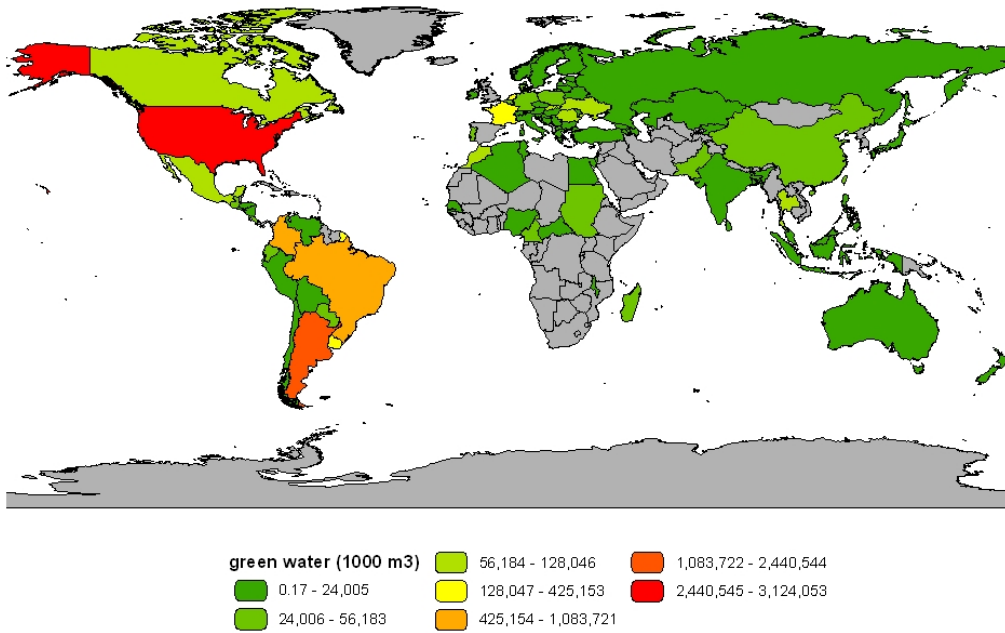 green water (1000 m3)
0.17 - 24,005
24,006 - 56,183
56,184 - 128,046
128,047 - 425,153
425,154 - 1,083,721
1,083,722 - 2,440,544
2,440,545 - 3,124,053